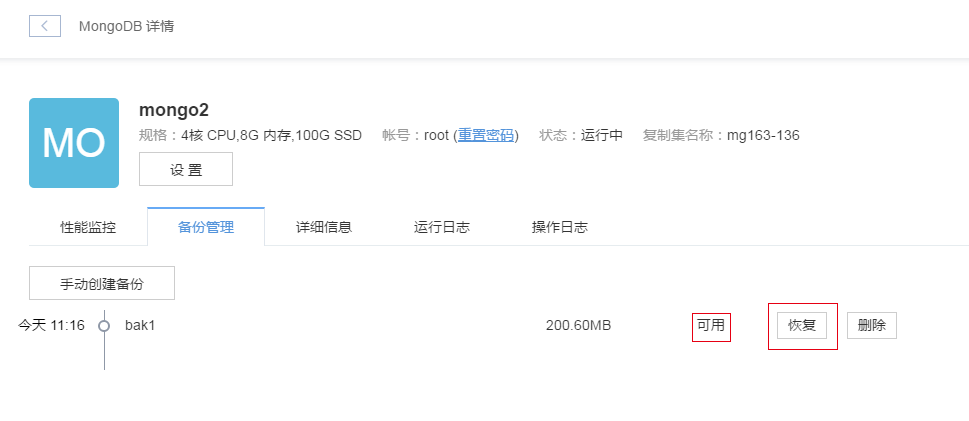 MongoDB 详情
MO
mongo2
规格：4核 CPU,8G 内存,100G SSD 帐号：root (重置密码) 状态：运行中 复制集名称：mg163-136
设 置
性能监控 备份管理 详细信息 运行日志 操作日志
手动创建备份
今天 11:16 bak1 200.60MB 可用 恢复 删除